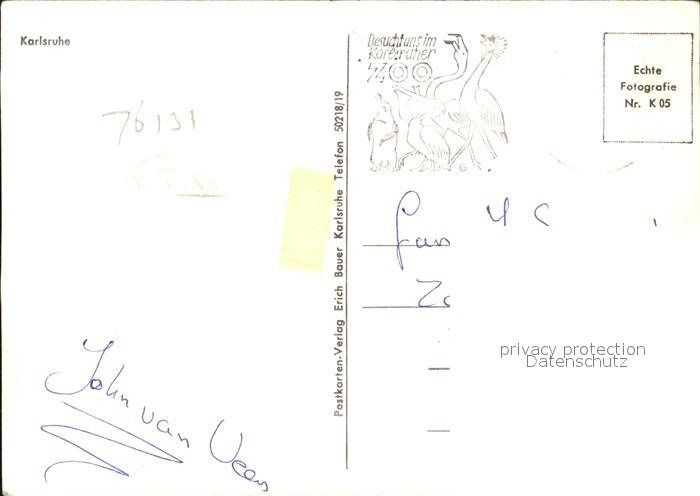 Karlsruhe
Besucht uns im
Karlsruher
ZOO
Echte
Fotografie
Nr. K 05
76131
Postkarten-Verlag Erich Bauer Karlsruhe Telefon 50218/19
privacy protection
Datenschutz
John van Veen